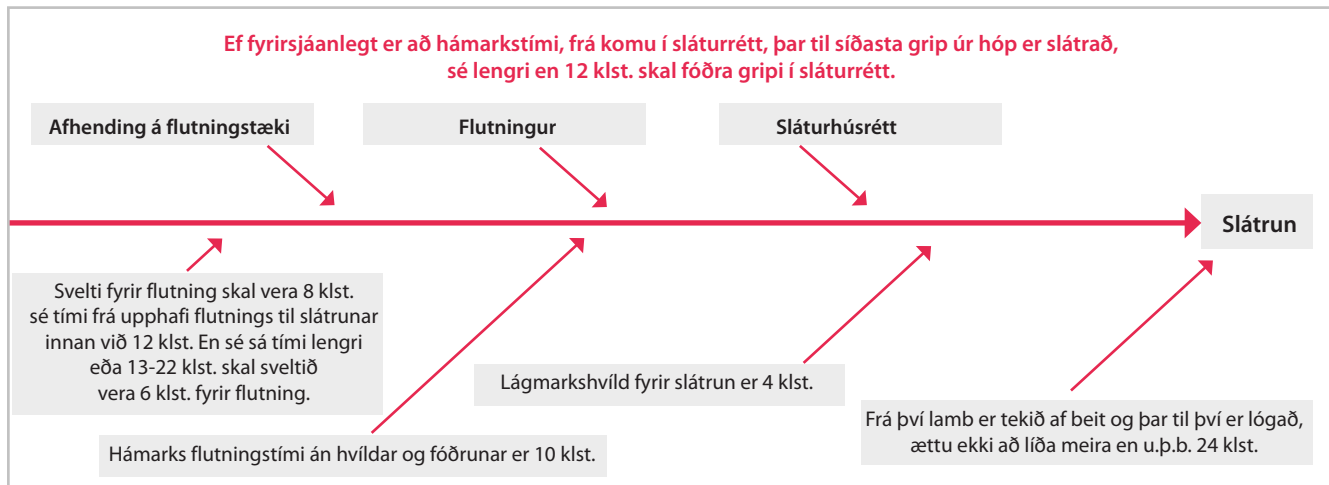 Ef fyrirsjáanlegt er að hámarkstími, frá komu í sláturrétt, þar til síðasta grip úr hóp er slátrað,
sé lengri en 12 klst. skal fóðra gripi í sláturrétt.
Afhending á flutningstæki
Flutningur
Sláturhúsrétt
Slátrun
Svelti fyrir flutning skal vera 8 klst.
sé tími frá upphafi flutnings til slátrunar
innan við 12 klst. En sé sá tími lengri
eða 13-22 klst. skal sveltið
vera 6 klst. fyrir flutning.
Lágmarkshvíld fyrir slátrun er 4 klst.
Hámarks flutningstími án hvíldar og fóðrunar er 10 klst.
Frá því lamb er tekið af beit og þar til því er lógað,
ættu ekki að líða meira en u.þ.b. 24 klst.